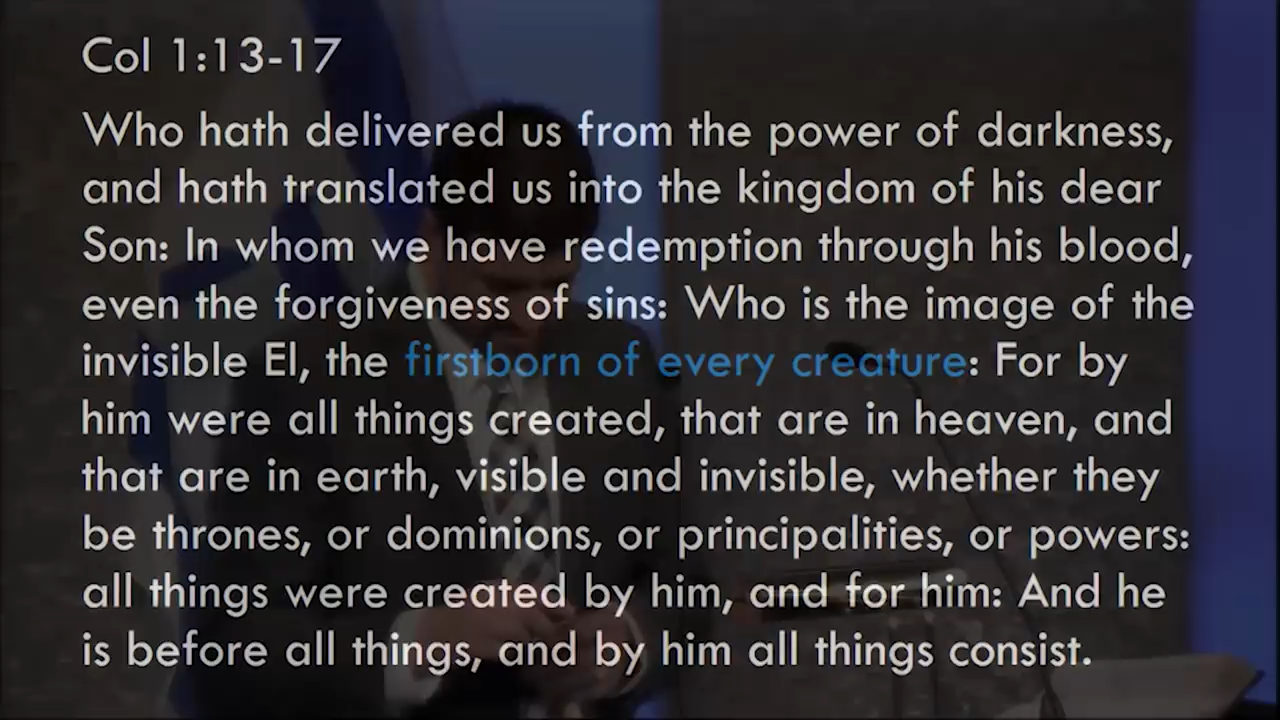 Col 1:13-17
Who hath delivered us from the power of darkness,
and hath translated us into the kingdom of his dear
Son: In whom we have redemption through his blood,
even the forgiveness of sins: Who is the image of the
invisible El, the firstborn of every creature: For by
him were all things created, that are in heaven, and
that are in earth, visible and invisible, whether they
be thrones, or dominions, or principalities, or powers:
all things were created by him, and for him: And he
is before all things, and by him all things consist.